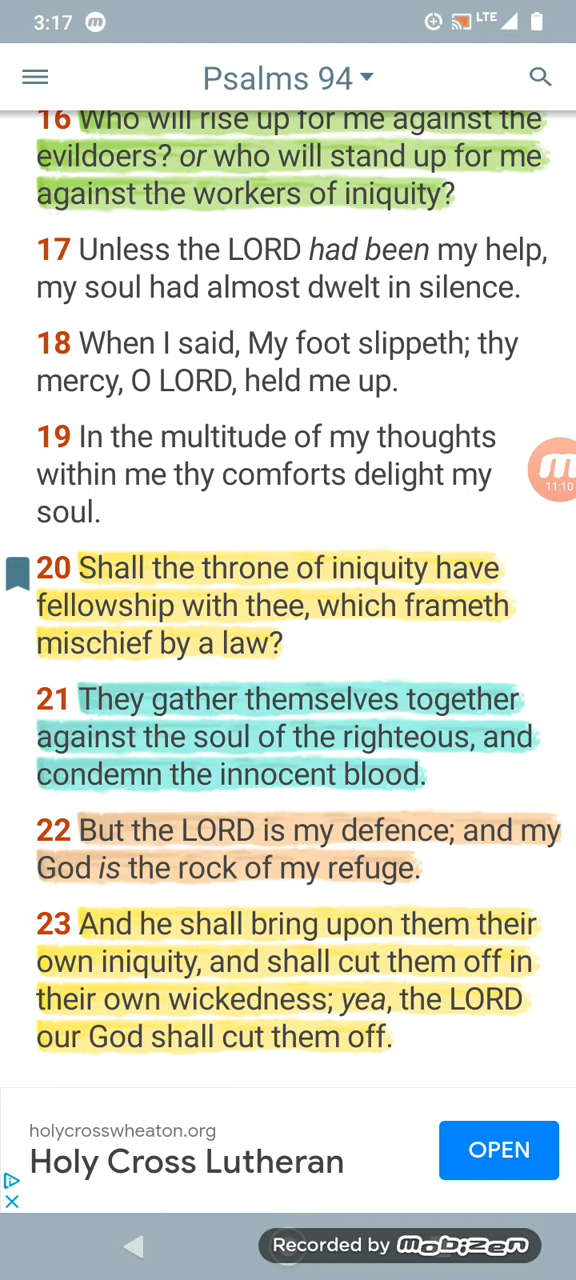 3:17 m LTE
Psalms 94
16 Who will rise up for me against the
evildoers? or who will stand up for me
against the workers of iniquity?
17 Unless the LORD had been my help,
my soul had almost dwelt in silence.
18 When I said, My foot slippeth; thy
mercy, O LORD, held me up.
19 In the multitude of my thoughts
within me thy comforts delight my
soul.
m
11:10
20 Shall the throne of iniquity have
fellowship with thee, which frameth
mischief by a law?
21 They gather themselves together
against the soul of the righteous, and
condemn the innocent blood.
22 But the LORD is my defence; and my
God is the rock of my refuge.
23 And he shall bring upon them their
own iniquity, and shall cut them off in
their own wickedness; yea, the LORD
our God shall cut them off.
holycrosswheaton.org
Holy Cross Lutheran
OPEN
Recorded by mobizen